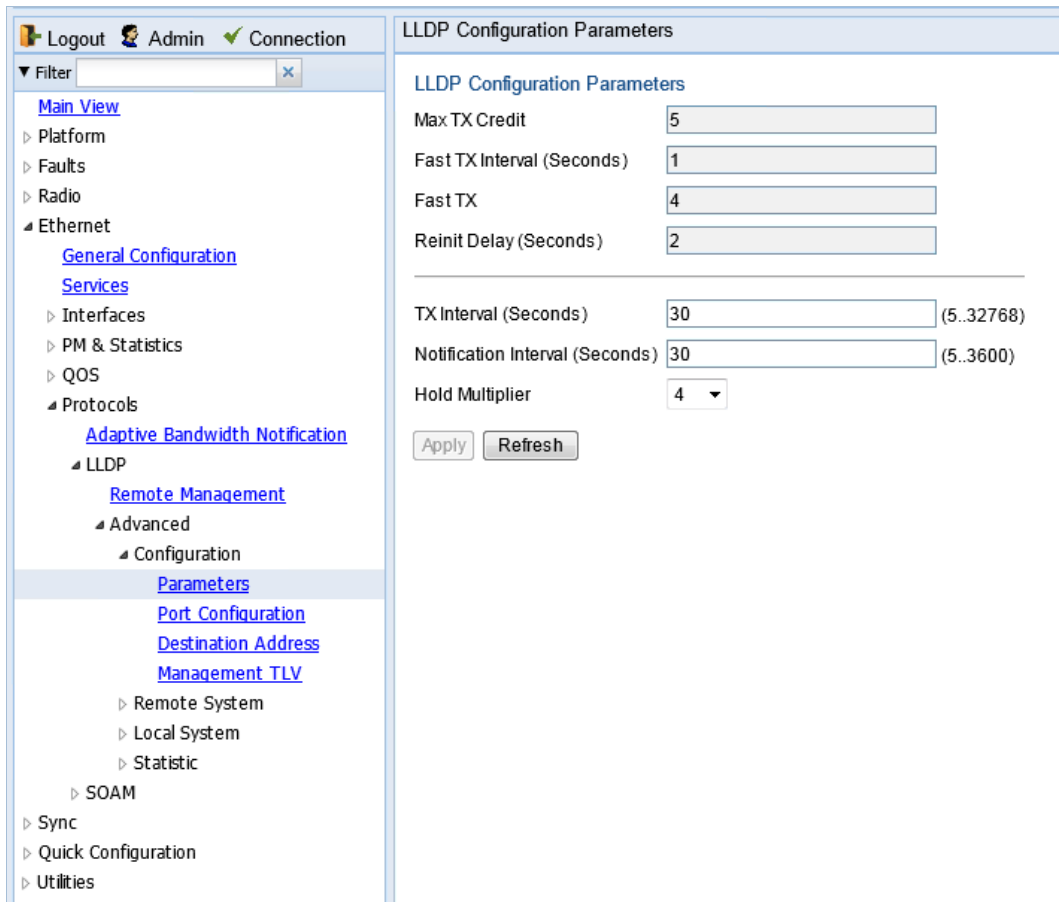 Logout Admin Connection
Filter
Main View
Platform
Faults
Radio
Ethernet
General Configuration
Services
Interfaces
PM & Statistics
QOS
Protocols
Adaptive Bandwidth Notification
LLDP
Remote Management
Advanced
Configuration
Parameters
Port Configuration
Destination Address
Management TLV
Remote System
Local System
Statistic
SOAM
Sync
Quick Configuration
Utilities
LLDP Configuration Parameters
LLDP Configuration Parameters
Max TX Credit 5
Fast TX Interval (Seconds) 1
Fast TX 4
Reinit Delay (Seconds) 2
TX Interval (Seconds) 30 (5..32768)
Notification Interval (Seconds) 30 (5..3600)
Hold Multiplier 4
Apply Refresh